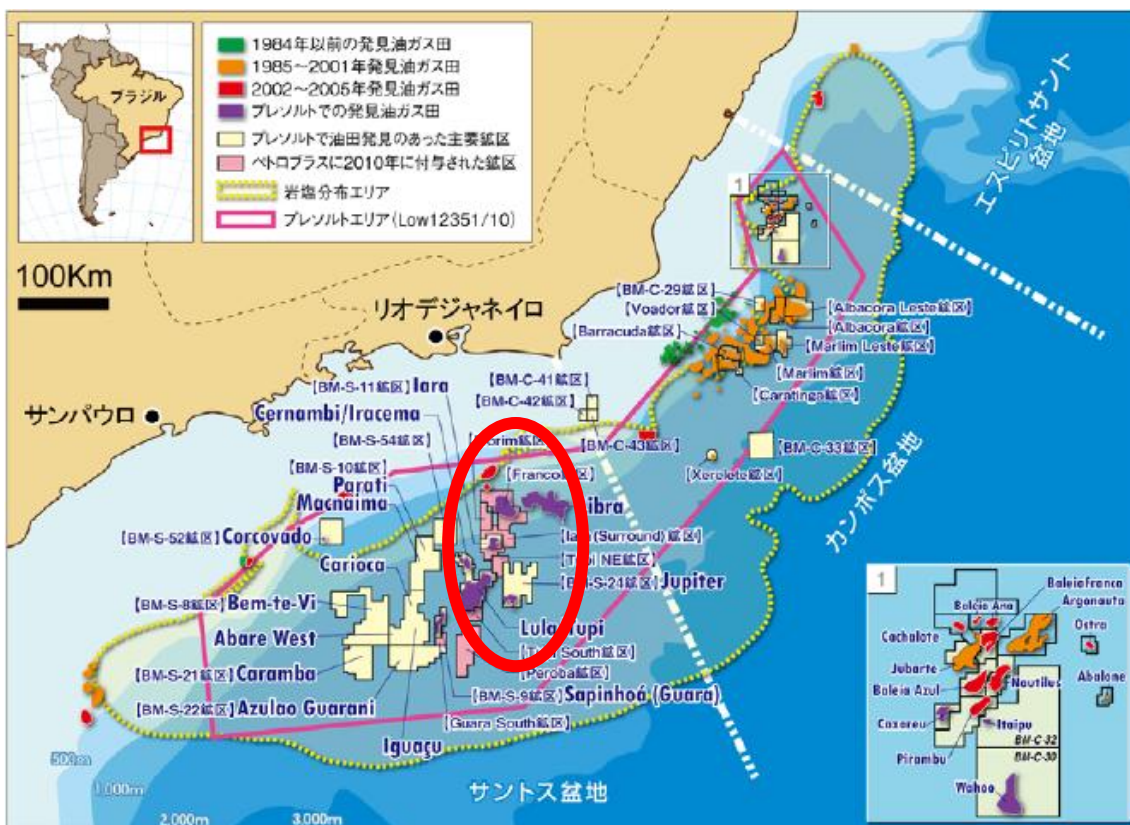 ブラジル
1984年以前の発見油ガス田
1985～2001年発見油ガス田
2002～2005年発見油ガス田
プレソルトでの発見油ガス田
プレソルトで油田発見のあった主要鉱区
ペトロブラスに2010年に付与された鉱区
岩塩分布エリア
プレソルトエリア(Low12351/10)
100Km
エスピリトサント
盆地
1
リオデジャネイロ
サンパウロ
【BM-C-29鉱区】
【Voador鉱区】
【Barracuda鉱区】
【Albacora Leste鉱区】
【Albacora鉱区】
【Marlim Leste鉱区】
【Marlim鉱区】
【Caratinga鉱区】
【BM-C-41鉱区】
【BM-C-42鉱区】
【BM-C-43鉱区】
【BM-C-33鉱区】
【Xerelete鉱区】
カンポス盆地
【BM-S-11鉱区】Iara
Cernambi/Iracema
【BM-S-54鉱区】
【BM-S-10鉱区】
Parati
Macnaima
【BM-S-52鉱区】Corcovado
Carioca
【BM-S-8鉱区】Bem-te-Vi
Abare West
【BM-S-21鉱区】Caramba
【BM-S-22鉱区】Azulao Guarani
Iguaçu
(Surround)鉱区】
NE鉱区】
【BM-S-24鉱区】Jupiter
South鉱区】
【Peroba鉱区】
【BM-S-9鉱区】Sapinhoá (Guara)
【Guara South鉱区】
500m
1,000m
2,000m
3,000m
サントス盆地
1
Baleiafranca
Baleia Ana
Argonauta
Ostra
Cachalote
Jubarte
Baleia Azul
Nautilus
Abalone
Caxareu
Itaipu
Pirambu
BM-C-32
BM-C-30
Wahoo